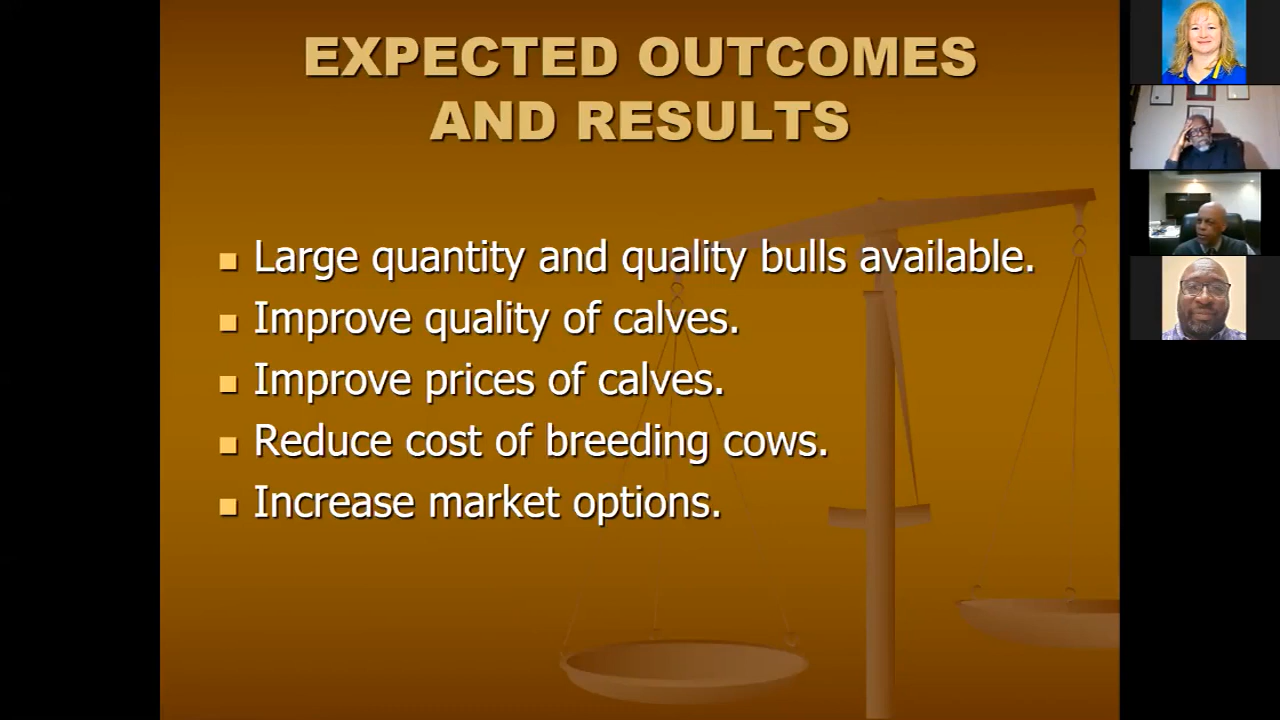 EXPECTED OUTCOMES
AND RESULTS
Large quantity and quality bulls available.
Improve quality of calves.
Improve prices of calves.
Reduce cost of breeding cows.
Increase market options.